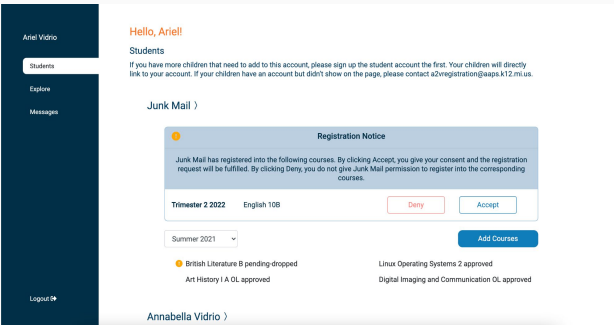 Hello, Ariel!
Ariel Vidrio
Students
Students
If you have more children that need to add to this account, please sign up the student account the first. Your children will directly
link to your account. If your children have an account but didn't show on the page, please contact a2vregistration@aaps.k12.mi.us.
Explore
Messages
Junk Mail
Registration Notice
Junk Mail has registered into the following courses. By clicking Accept, you give your consent and the registration
request will be fulfilled. By clicking Deny, you do not give Junk Mail permission to register into the corresponding
courses.
Trimester 2 2022 English 10B Deny Accept
Summer 2021 Add Courses
British Literature B pending-dropped Linux Operating Systems 2 approved
Art History I A OL approved Digital Imaging and Communication OL approved
Logout
Annabella Vidrio